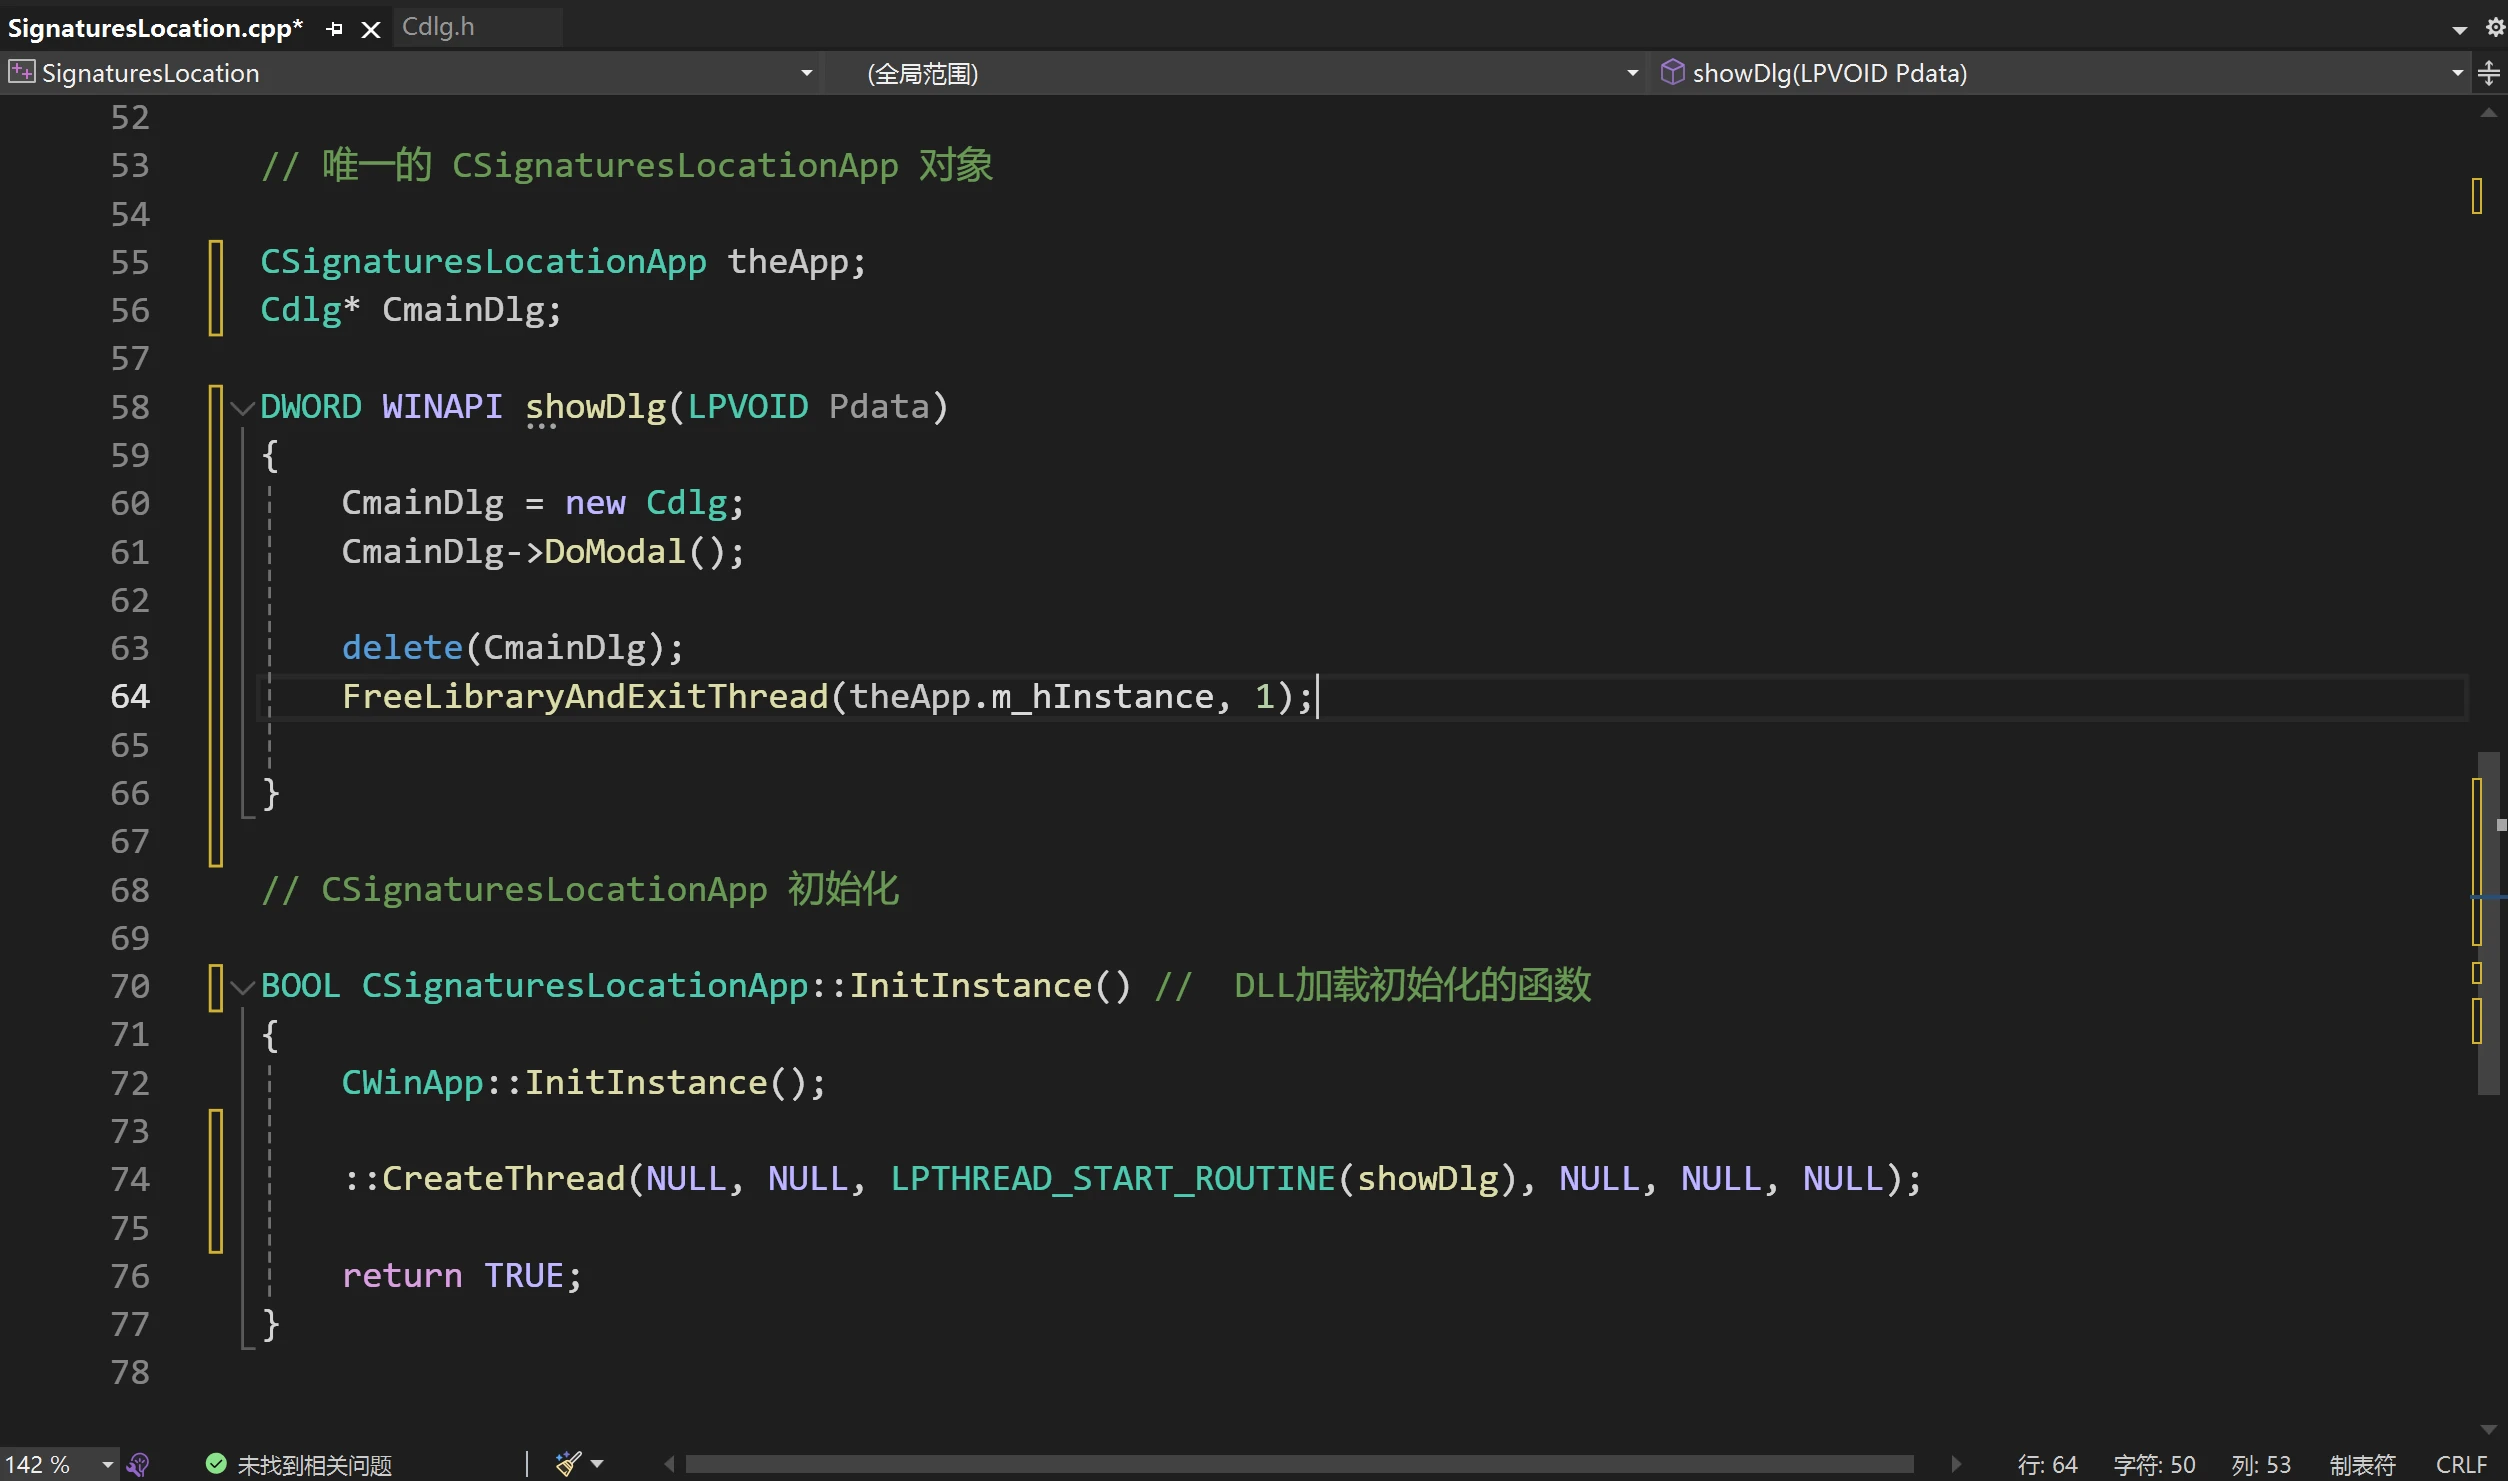 SignaturesLocation.cpp* Cdlg.h
SignaturesLocation (全局范围) showDlg(LPVOID Pdata)
52
53 // 唯一的 CSignaturesLocationApp 对象
54
55 CSignaturesLocationApp theApp;
56 Cdlg* CmainDlg;
57
58 DWORD WINAPI showDlg(LPVOID Pdata)
59 {
60 CmainDlg = new Cdlg;
61 CmainDlg->DoModal();
62
63 delete(CmainDlg);
64 FreeLibraryAndExitThread(theApp.m_hInstance, 1);
65
66 }
67
68 // CSignaturesLocationApp 初始化
69
70 BOOL CSignaturesLocationApp::InitInstance() //  DLL加载初始化的函数
71 {
72 CWinApp::InitInstance();
73
74 ::CreateThread(NULL, NULL, LPTHREAD_START_ROUTINE(showDlg), NULL, NULL, NULL);
75
76 return TRUE;
77 }
78
142 % 未找到相关问题 行: 64 字符: 50 列: 53 制表符 CRLF